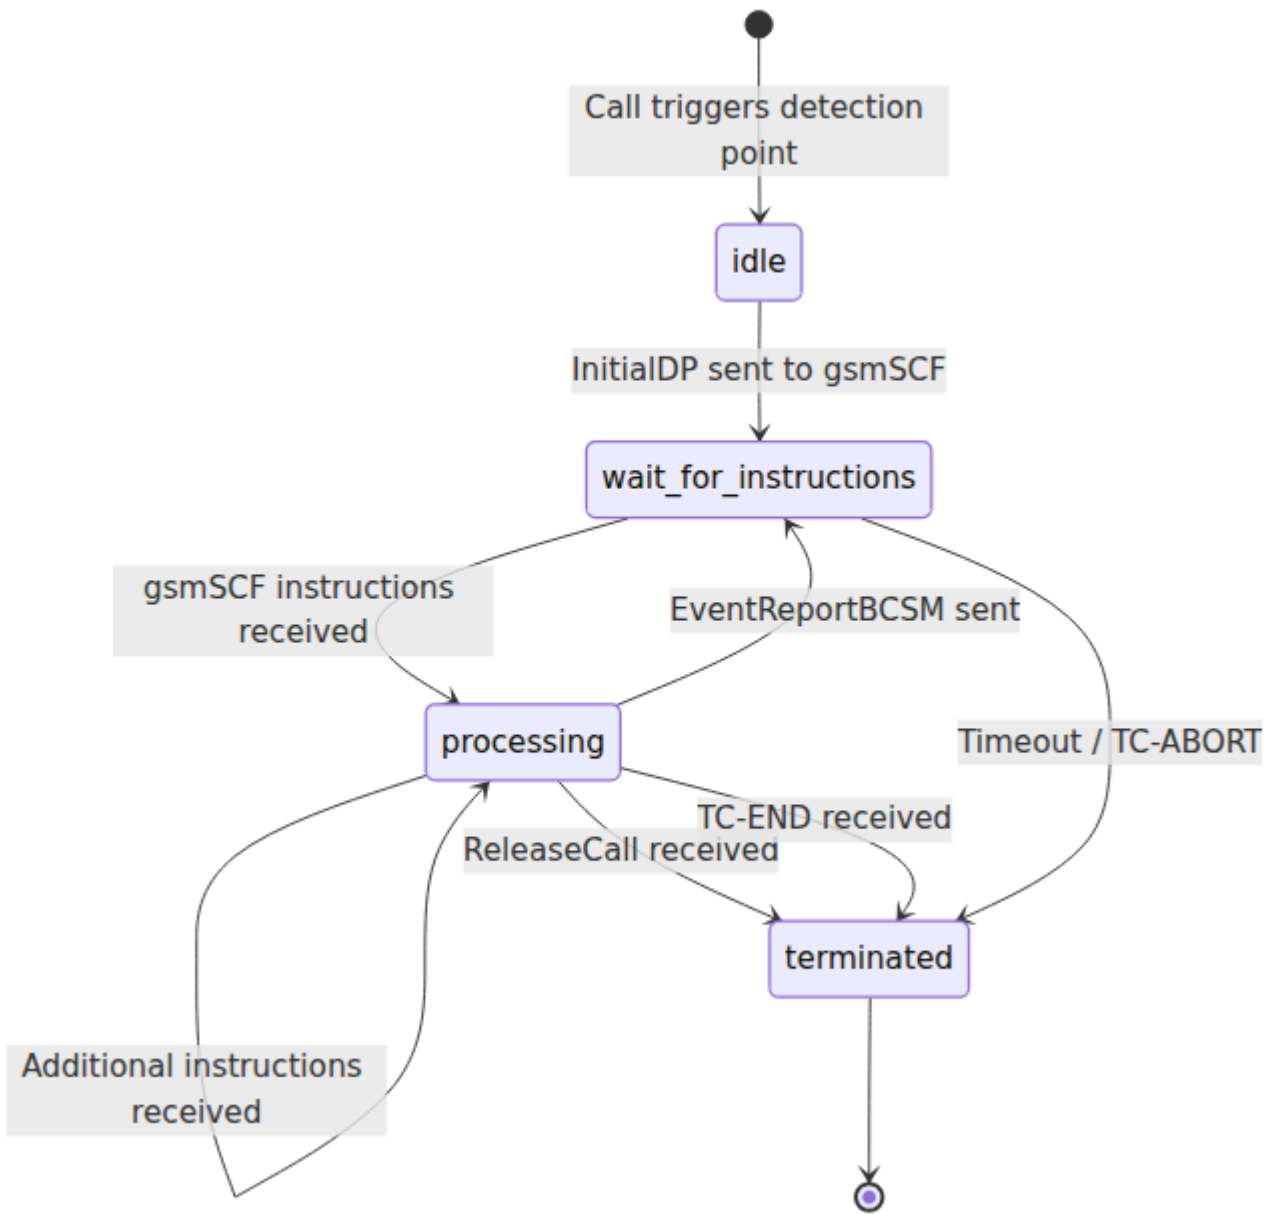 Call triggers detection
point
idle
InitialDP sent to gsmSCF
wait_for_instructions
gsmSCF instructions
received
EventReportBCSM sent
processing
Timeout / TC-ABORT
TC-END received
ReleaseCall received
terminated
Additional instructions
received